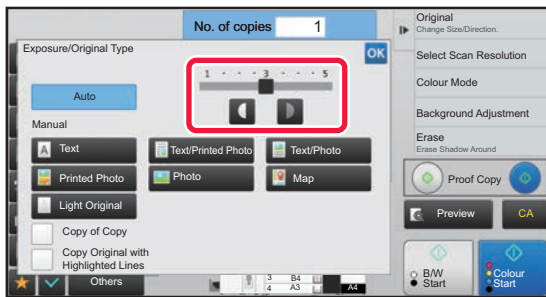 No. of copies 1
Original
Change Size/Direction.
Exposure/Original Type
OK
Select Scan Resolution
1 · · 3 · · 5
Auto
Colour Mode
Manual
Background Adjustment
Text
Text/Printed Photo
Text/Photo
Erase
Erase Shadow Around
Printed Photo
Photo
Map
Proof Copy
Light Original
Preview
CA
Copy of Copy
Copy Original with
Highlighted Lines
B/W
Start
Colour
Start
Others
3 B4
4 A3
A4